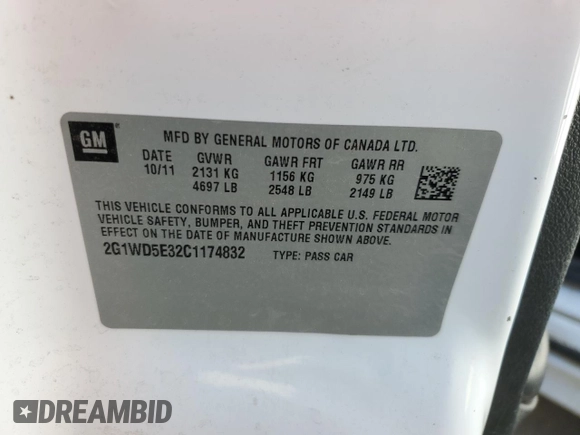 GM
MFD BY GENERAL MOTORS OF CANADA LTD.
DATE GVWR GAWR FRT GAWR RR
10/11 2131 KG 1156 KG 975 KG
4697 LB 2548 LB 2149 LB
THIS VEHICLE CONFORMS TO ALL APPLICABLE U.S. FEDERAL MOTOR
VEHICLE SAFETY, BUMPER, AND THEFT PREVENTION STANDARDS IN
EFFECT ON THE DATE OF MANUFACTURE SHOWN ABOVE.
2G1WD5E32C1174832 TYPE: PASS CAR
DREAMBID